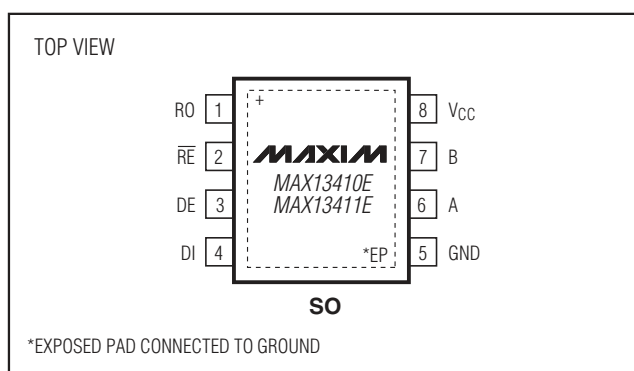 TOP VIEW
RO 1 + 8 VCC
R̅E̅ 2 MAXIM 7 B
MAX13410E
DE 3 MAX13411E 6 A
DI 4 *EP 5 GND
SO
*EXPOSED PAD CONNECTED TO GROUND